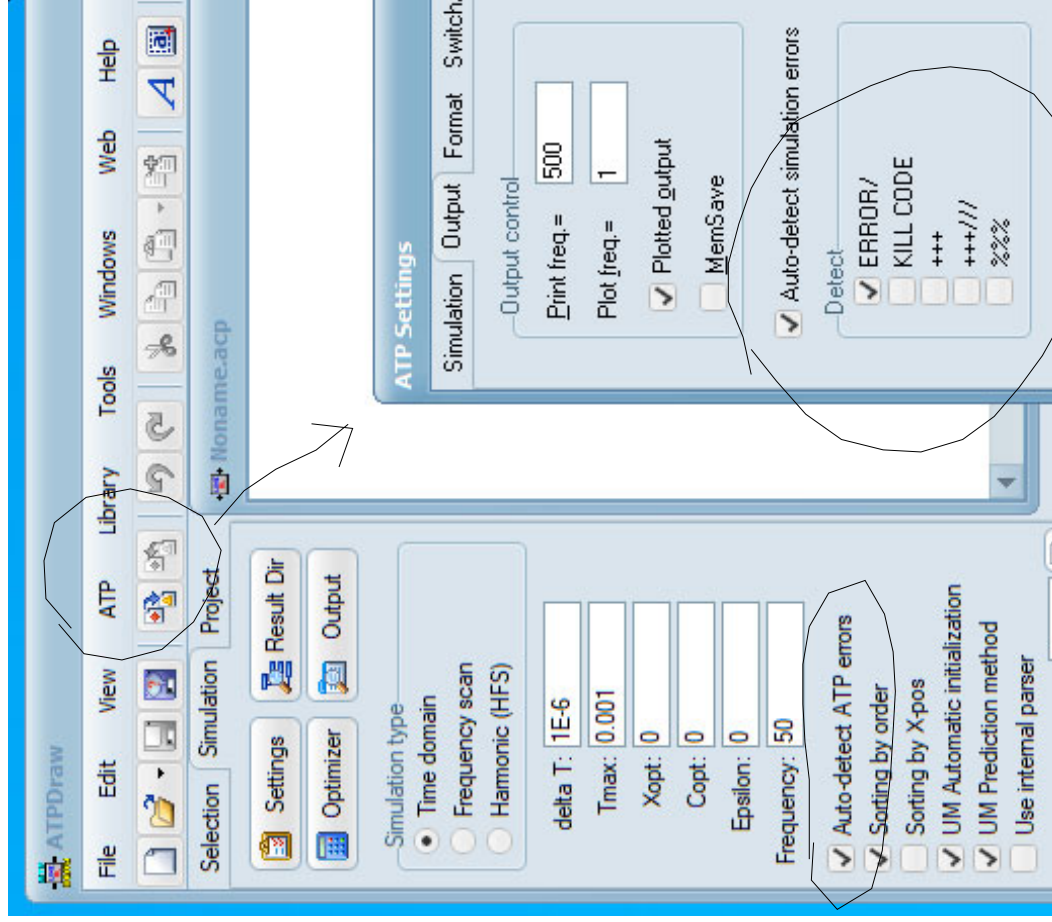 ATPDraw
File Edit View ATP Library Tools Windows Web Help
Selection Simulation Project
Settings Result Dir
Optimizer Output
Simulation type
Time domain
Frequency scan
Harmonic (HFS)
delta T: 1E-6
Tmax: 0.001
Xopt: 0
Copt: 0
Epsilon: 0
Frequency: 50
Auto-detect ATP errors
Sorting by order
Sorting by X-pos
UM Automatic initialization
UM Prediction method
Use internal parser
Noname.acp
ATP Settings
Simulation Output Format Switch
Output control
Print freq.= 500
Plot freq.= 1
Plotted output
MemSave
Auto-detect simulation errors
Detect
ERROR/
KILL CODE
+++
+++///
%%%